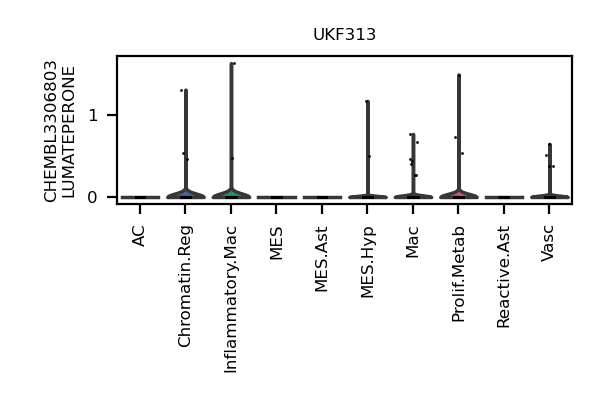 UKF313
CHEMBL3306803
LUMATEPERONE
1
0
AC
Chromatin.Reg
Inflammatory.Mac
MES
MES.Ast
MES.Hyp
Mac
Prolif.Metab
Reactive.Ast
Vasc